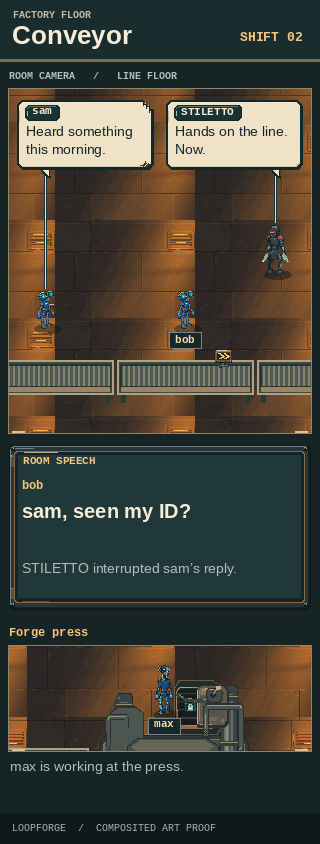 FACTORY FLOOR
Conveyor
SHIFT 02
ROOM CAMERA / LINE FLOOR
sam
Heard something
this morning.
STILETTO
Hands on the line.
Now.
bob
ROOM SPEECH
bob
sam, seen my ID?
STILETTO interrupted sam’s reply.
Forge press
max
max is working at the press.
LOOPFORGE / COMPOSITED ART PROOF